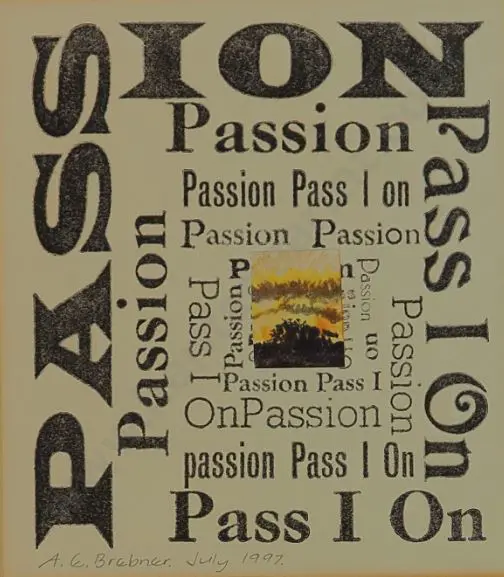 PASSION
Pass I On
Passion
Passion Pass I on
Passion Passion
Passion
Pass I
Passion
Passion
on
Passion
Passion Pass I
OnPassion
passion Pass I On
Pass I On
A. G. Brebner. July 1997.